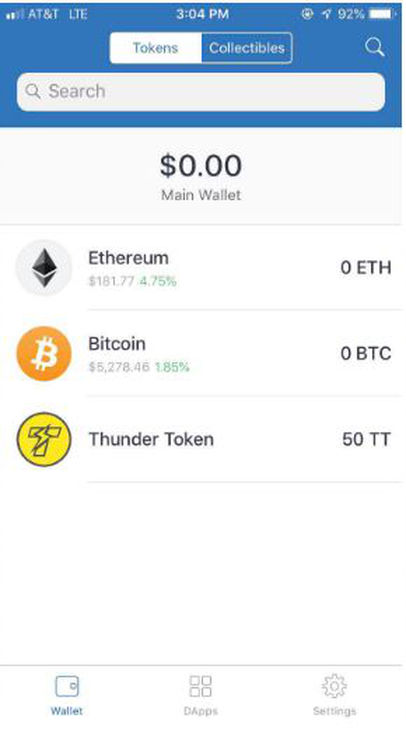 AT&T LTE 3:04 PM 92%
Tokens Collectibles
Search
$0.00
Main Wallet
Ethereum
$181.77 4.75%
0 ETH
Bitcoin
$5,278.46 1.85%
0 BTC
Thunder Token
50 TT
Wallet DApps Settings